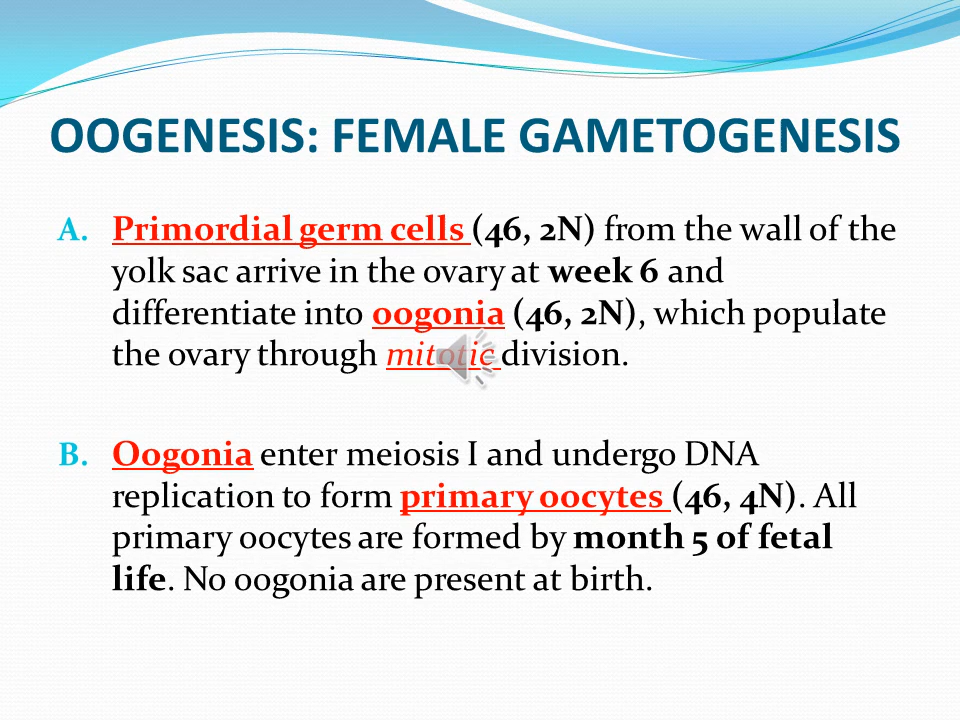 OOGENESIS: FEMALE GAMETOGENESIS
A. Primordial germ cells (46, 2N) from the wall of the
yolk sac arrive in the ovary at week 6 and
differentiate into oogonia (46, 2N), which populate
the ovary through mitotic division.
B. Oogonia enter meiosis I and undergo DNA
replication to form primary oocytes (46, 4N). All
primary oocytes are formed by month 5 of fetal
life. No oogonia are present at birth.